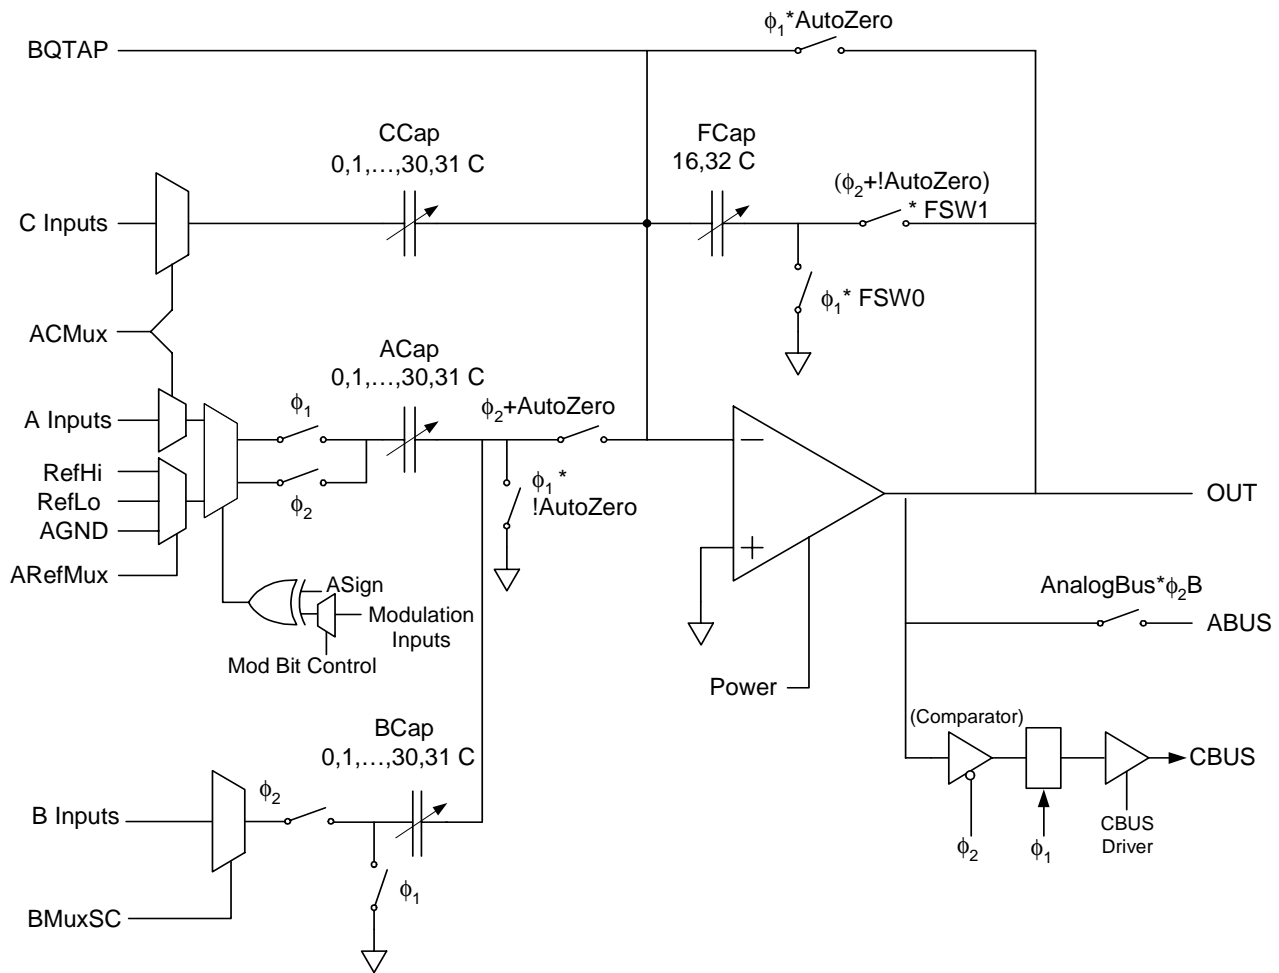 ϕ1*AutoZero
BQTAP
CCap
0,1,…,30,31 C
FCap
16,32 C
(ϕ2+!AutoZero)
* FSW1
C Inputs
ϕ1* FSW0
ACMux
ACap
0,1,…,30,31 C
ϕ1
ϕ2+AutoZero
A Inputs
RefHi
RefLo
AGND
ϕ2
ϕ1*
!AutoZero
OUT
ARefMux
ASign
Modulation
Inputs
Mod Bit Control
AnalogBus*ϕ2B
ABUS
Power
(Comparator)
BCap
0,1,…,30,31 C
CBUS
ϕ2
B Inputs
CBUS
Driver
ϕ2
ϕ1
ϕ1
BMuxSC